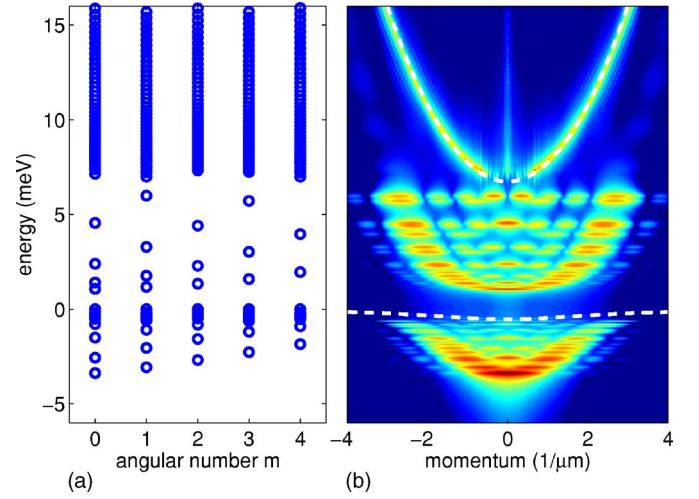 15
10
5
0
−5
energy (meV)
0 1 2 3 4
angular number m
(a)
−4 −2 0 2 4
momentum (1/μm)
(b)